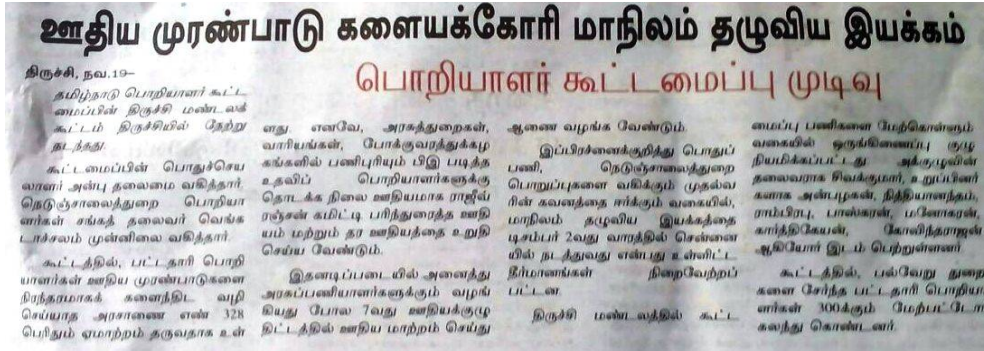 ஊதிய முரண்பாடு களையக்கோரி மாநிலம் தழுவிய இயக்கம்
பொறியாளர் கூட்டமைப்பு முடிவு
திருச்சி, நவ.19–
தமிழ்நாடு பொறியாளர் கூட்ட
மைப்பின் திருச்சி மண்டலக்
கூட்டம் திருச்சியில் நேற்று
நடந்தது.
கூட்டமைப்பின் பொதுச்செய
லாளர் அன்பு தலைமை வகித்தார்.
நெடுஞ்சாலைத்துறை பொறியா
ளர்கள் சங்கத் தலைவர் வெங்க
டாச்சலம் முன்னிலை வகித்தார்.
கூட்டத்தில், பட்டதாரி பொறி
யாளர்கள் ஊதிய முரண்பாடுகளை
நிரந்தரமாகக் களைந்திட வழி
செய்யாத அரசாணை எண் 328
பெரிதும் ஏமாற்றம் தருவதாக உள்
ளது. எனவே, அரசுத்துறைகள்,
வாரியங்கள், போக்குவரத்துக்கழ
கங்களில் பணிபுரியும் பிஇ படித்த
உதவிப் பொறியாளர்களுக்கு
தொடக்க நிலை ஊதியமாக ராஜீவ்
ரஞ்சன் கமிட்டி பரிந்துரைத்த ஊதி
யம் மற்றும் தர ஊதியத்தை உறுதி
செய்ய வேண்டும்.
இதனடிப்படையில் அனைத்து
அரசுப்பணியாளர்களுக்கும் வழங்
கியது போல 7வது ஊதியக்குழு
திட்டத்தில் ஊதிய மாற்றம் செய்து
ஆணை வழங்க வேண்டும்.
இப்பிரச்னைக்குறித்து பொதுப்
பணி, நெடுஞ்சாலைத்துறை
பொறுப்புகளை வகிக்கும் முதல்வ
ரின் கவனத்தை ஈர்க்கும் வகையில்,
மாநிலம் தழுவிய இயக்கத்தை
டிசம்பர் 2வது வாரத்தில் சென்னை
யில் நடத்துவது என்பது உள்ளிட்ட
தீர்மானங்கள் நிறைவேற்றப்
பட்டன.
திருச்சி மண்டலத்தில் கூட்ட
மைப்பு பணிகளை மேற்கொள்ளும்
வகையில் ஒருங்கிணைப்பு குழு
நியமிக்கப்பட்டது. அக்குழுவின்
தலைவராக சிவக்குமார், உறுப்பினர்
களாக அன்பழகன், நித்தியானந்தம்,
ராம்பிரபு, பாஸ்கரன், மனோகரன்,
கார்த்திகேயன், கோவிந்தராஜன்
ஆகியோர் இடம் பெற்றுள்ளனர்.
கூட்டத்தில், பல்வேறு துறை
களை சேர்ந்த பட்டதாரி பொறியா
ளர்கள் 300க்கும் மேற்பட்டோ
கலந்து கொண்டனர்.